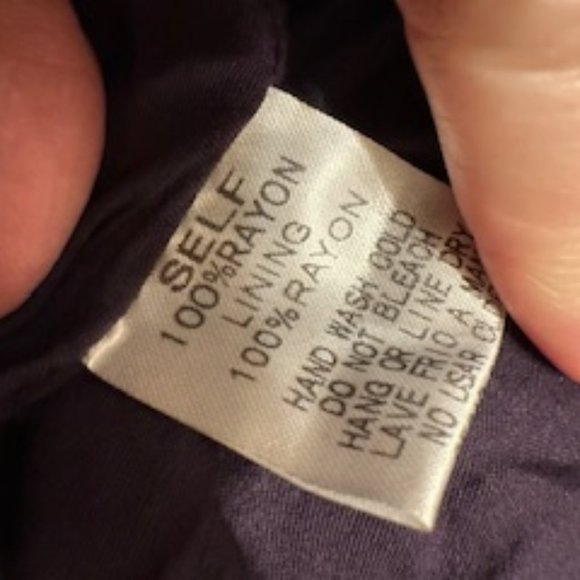 SELF
100%RAYON
LINING
100%RAYON
HAND WASH COLD
DO NOT BLEACH
HANG OR LINE DRY
LAVE FRIO A
NO USAR